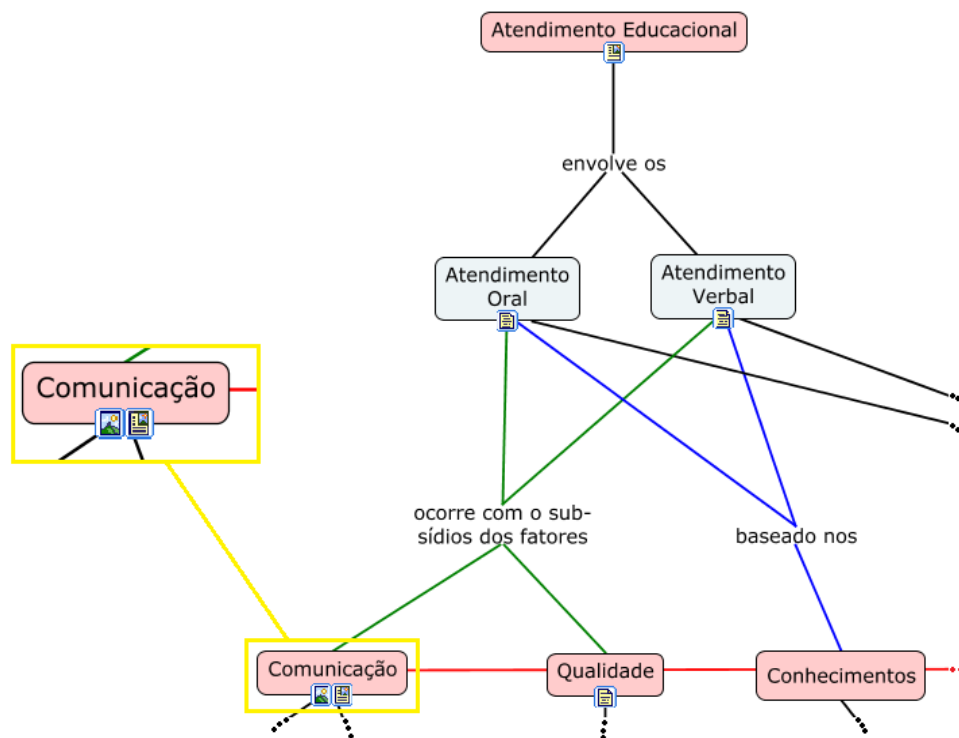 Atendimento Educacional
envolve os
Atendimento
Oral
Atendimento
Verbal
Comunicação
ocorre com o sub-
sídios dos fatores
baseado nos
Comunicação
Qualidade
Conhecimentos